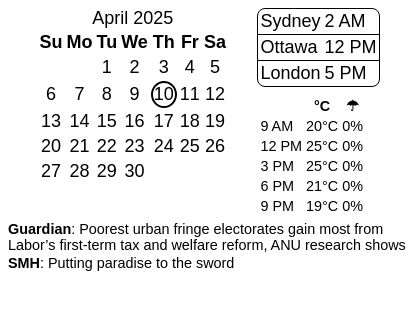 April 2025
Su Mo Tu We Th Fr Sa
1 2 3 4 5
6 7 8 9 10 11 12
13 14 15 16 17 18 19
20 21 22 23 24 25 26
27 28 29 30
Sydney 2 AM
Ottawa 12 PM
London 5 PM
°C ☂
9 AM 20°C 0%
12 PM 25°C 0%
3 PM 25°C 0%
6 PM 21°C 0%
9 PM 19°C 0%
Guardian: Poorest urban fringe electorates gain most from
Labor’s first-term tax and welfare reform, ANU research shows
SMH: Putting paradise to the sword